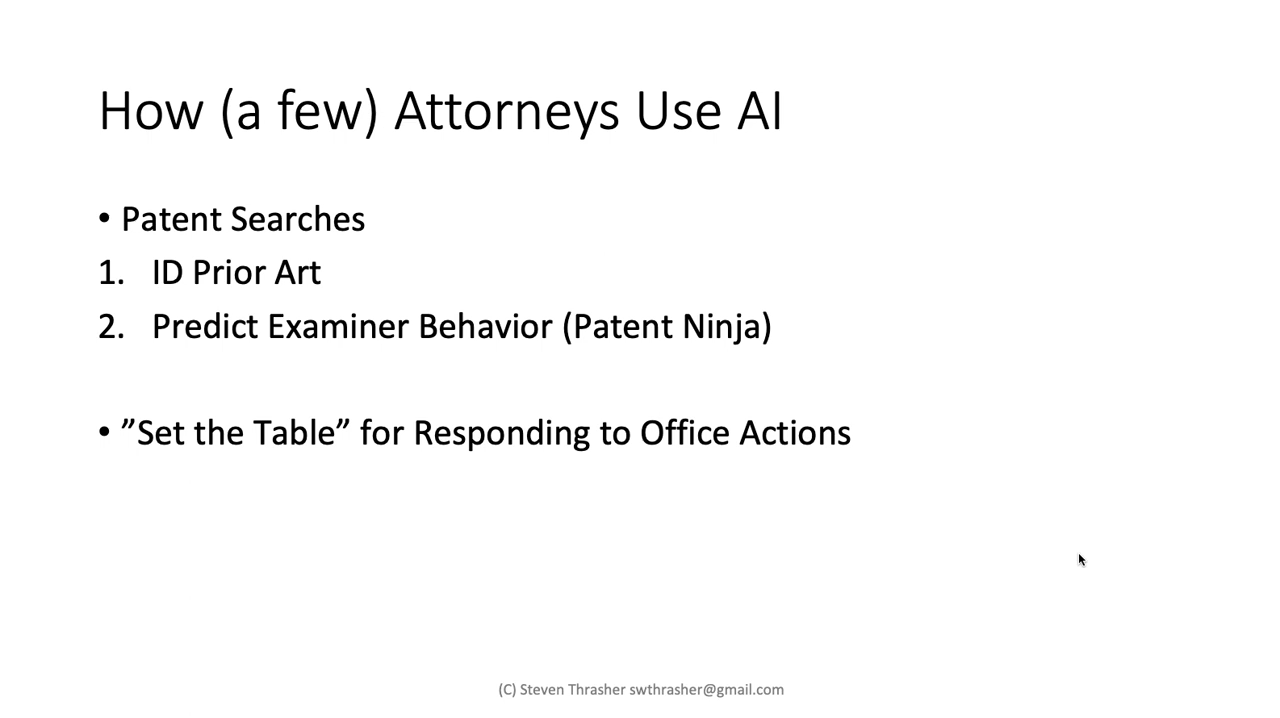 How (a few) Attorneys Use AI
• Patent Searches
1. ID Prior Art
2. Predict Examiner Behavior (Patent Ninja)
• ”Set the Table” for Responding to Office Actions
(C) Steven Thrasher swthrasher@gmail.com